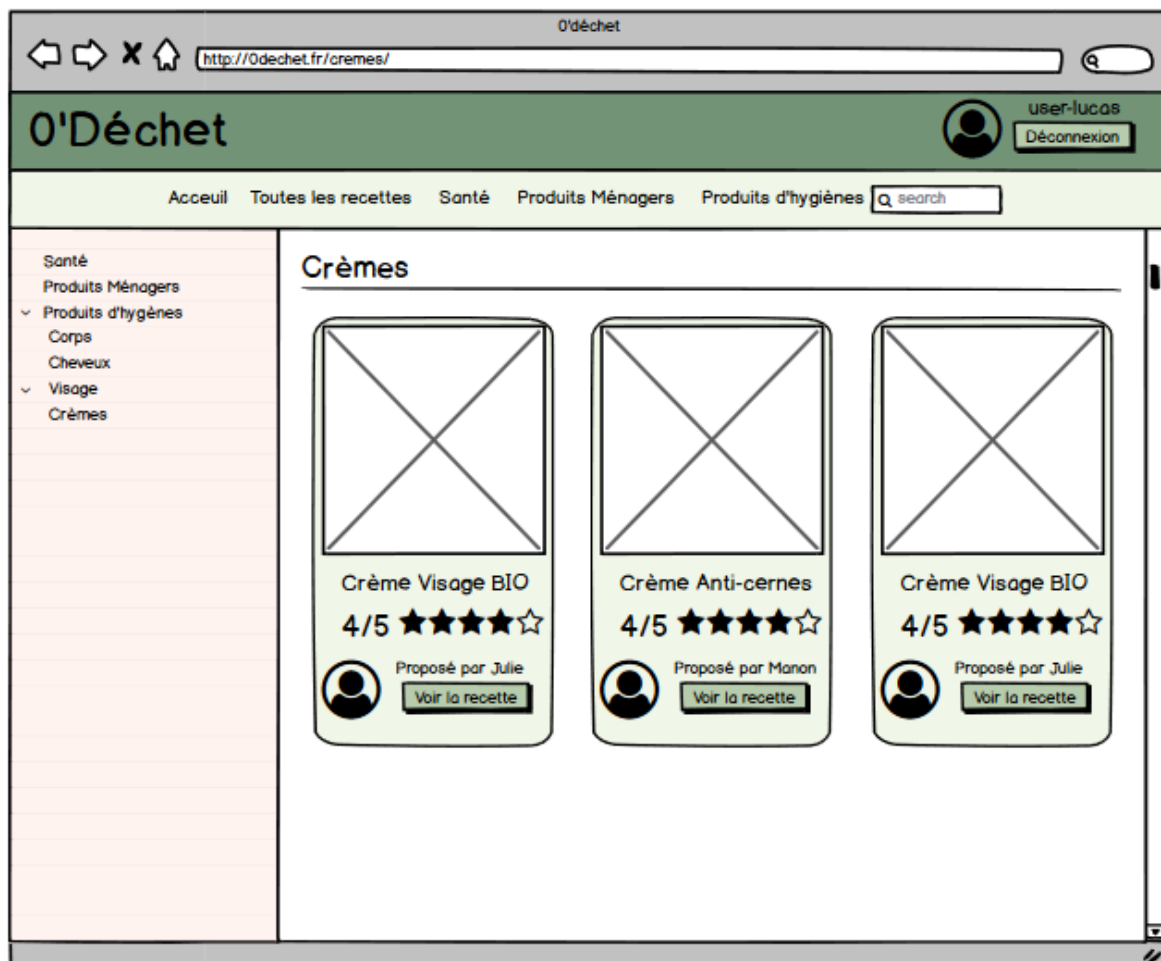 0'déchet
http://0dechet.fr/cremes/
0'Déchet
user-lucas
Déconnexion
Acceuil Toutes les recettes Santé Produits Ménagers Produits d'hygiènes search
Santé
Produits Ménagers
Produits d'hygènes
Corps
Cheveux
Visage
Crèmes
Crèmes
Crème Visage BIO
4/5
Proposé par Julie
Voir la recette
Crème Anti-cernes
4/5
Proposé par Manon
Voir la recette
Crème Visage BIO
4/5
Proposé par Julie
Voir la recette